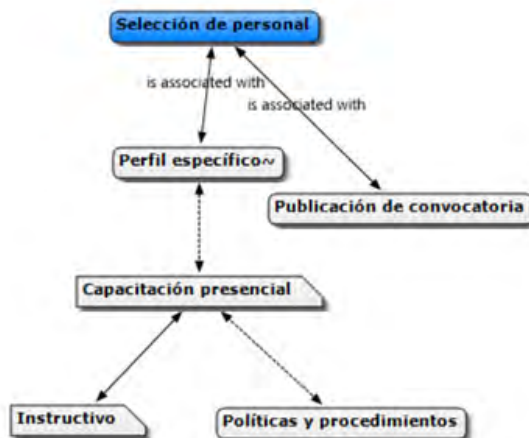 Selección de personal
is associated with
is associated with
Perfil específico~
Publicación de convocatoria
Capacitación presencial
Instructivo
Políticas y procedimientos